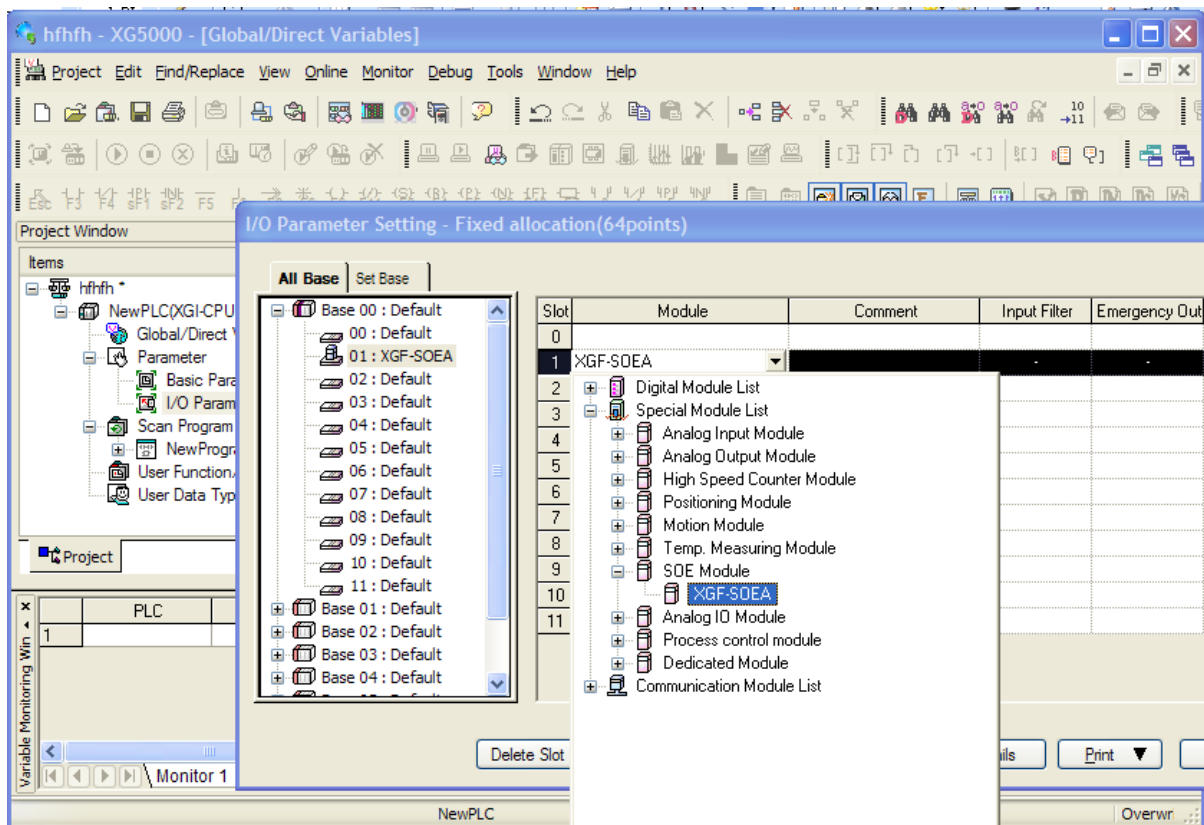 hfhfh - XG5000 - [Global/Direct Variables]
Project Edit Find/Replace View Online Monitor Debug Tools Window Help
Esc F3 F4 sF1 sF2 F5
Project Window
Items
hfhfh *
NewPLC(XGI-CPU
Global/Direct V
Parameter
Basic Para
I/O Param
Scan Program
NewProgra
User Function/
User Data Typ
Project
I/O Parameter Setting - Fixed allocation(64points)
All Base Set Base
Base 00 : Default
00 : Default
01 : XGF-SOEA
02 : Default
03 : Default
04 : Default
05 : Default
06 : Default
07 : Default
08 : Default
09 : Default
10 : Default
11 : Default
Base 01 : Default
Base 02 : Default
Base 03 : Default
Base 04 : Default
Slot Module Comment Input Filter Emergency Out
0
1 XGF-SOEA - -
2
3
4
5
6
7
8
9
10
11
Digital Module List
Special Module List
Analog Input Module
Analog Output Module
High Speed Counter Module
Positioning Module
Motion Module
Temp. Measuring Module
SOE Module
XGF-SOEA
Analog IO Module
Process control module
Dedicated Module
Communication Module List
Delete Slot ails Print ▼
Variable Monitoring Win
PLC
1
Monitor 1
NewPLC Overwr